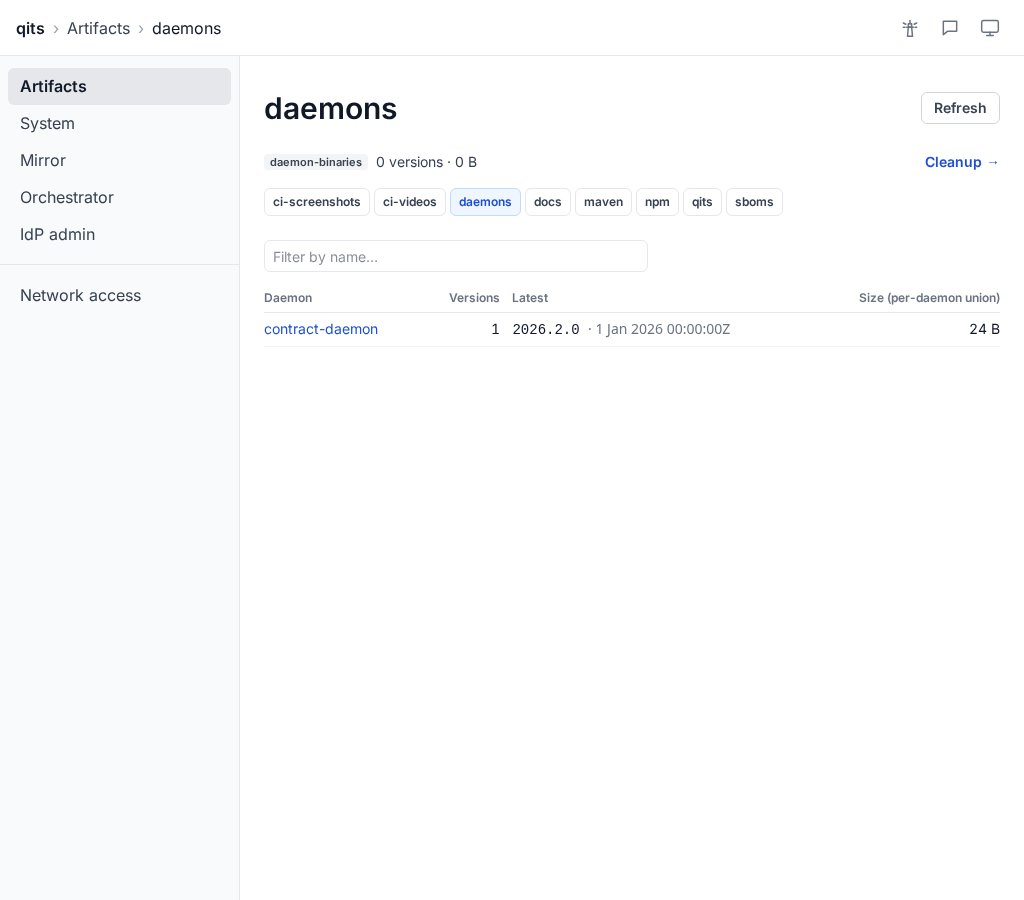 qits › Artifacts › daemons
Artifacts
System
Mirror
Orchestrator
IdP admin
Network access
daemons
Refresh
daemon-binaries 0 versions · 0 B
Cleanup →
ci-screenshots ci-videos daemons docs maven npm qits sboms
Filter by name...
Daemon Versions Latest Size (per-daemon union)
contract-daemon 1 2026.2.0 · 1 Jan 2026 00:00:00Z 24 B